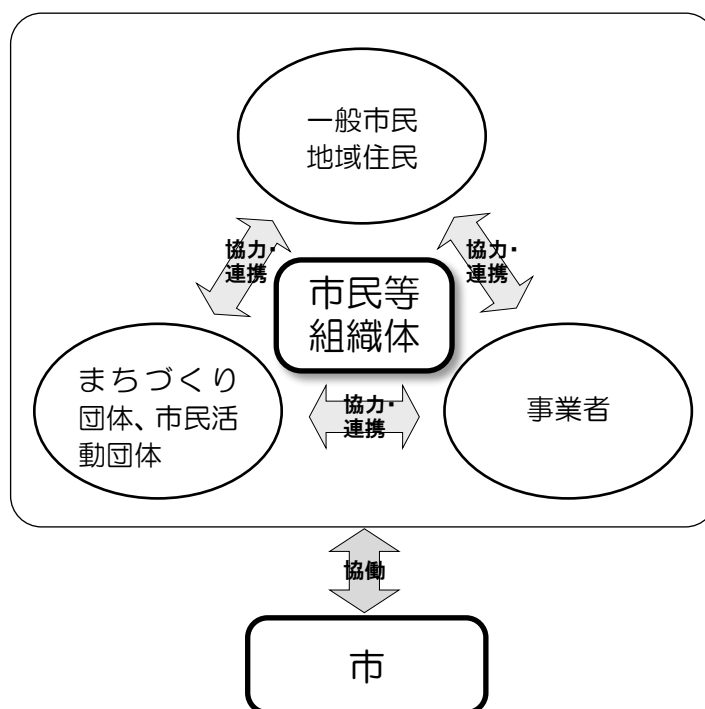 一般市民
地域住民
協力・
連携
協力・
連携
市民等
組織体
まちづくり
団体、市民活
動団体
協力・
連携
事業者
協働
市